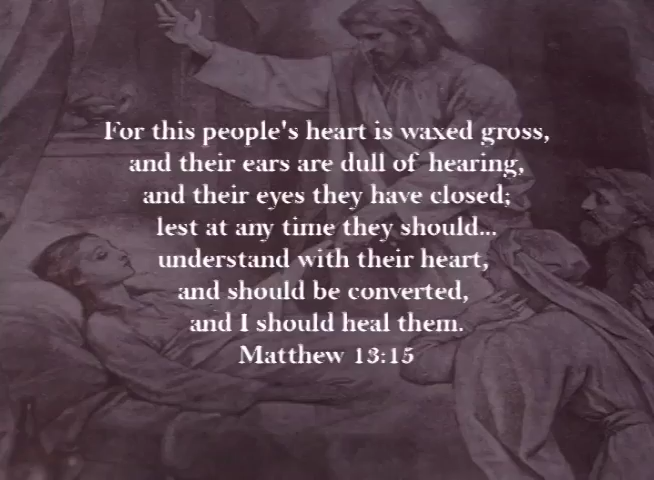 For this people's heart is waxed gross,
and their ears are dull of hearing,
and their eyes they have closed;
lest at any time they should...
understand with their heart,
and should be converted,
and I should heal them.
Matthew 13:15